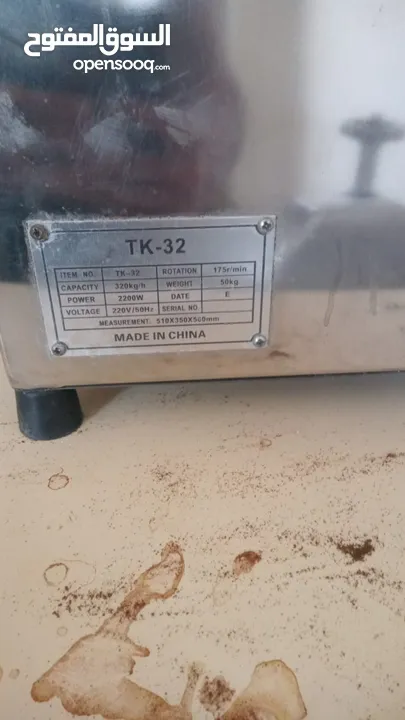 السوق المفتوح
opensooq.com
TK-32
ITEM NO. TK-32 ROTATION 175r/min
CAPACITY 320kg/h WEIGHT 50kg
POWER 2200W DATE E
VOLTAGE 220V/50Hz SERIAL NO.
MEASUREMENT: 510X350X560mm
MADE IN CHINA